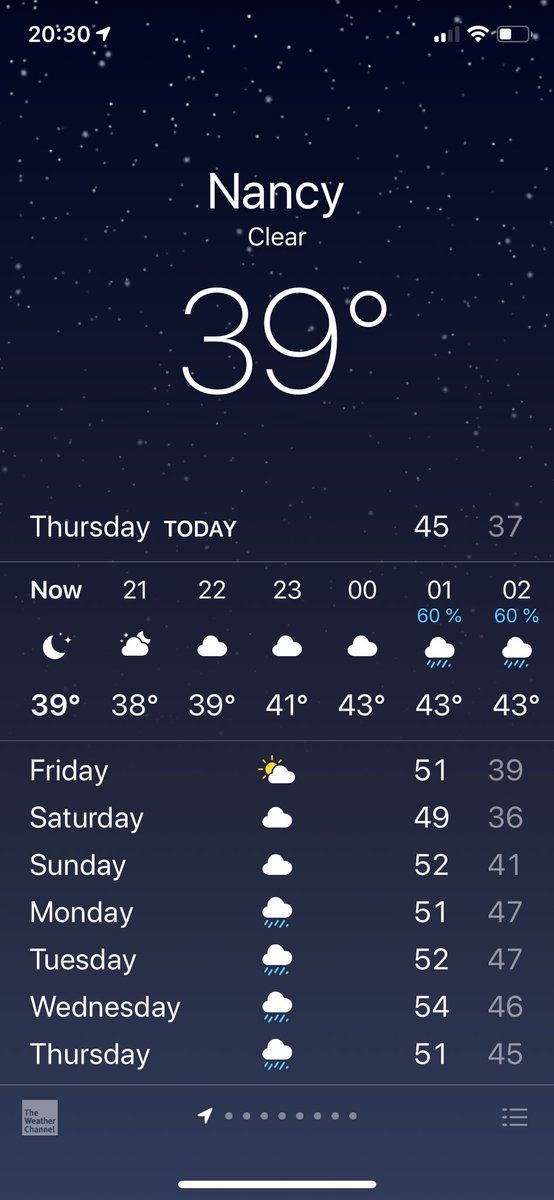 20:30
Nancy
Clear
39°
Thursday TODAY 45 37
Now 21 22 23 00 01 02
60 % 60 %
39° 38° 39° 41° 43° 43° 43°
Friday 51 39
Saturday 49 36
Sunday 52 41
Monday 51 47
Tuesday 52 47
Wednesday 54 46
Thursday 51 45
The
Weather
Channel